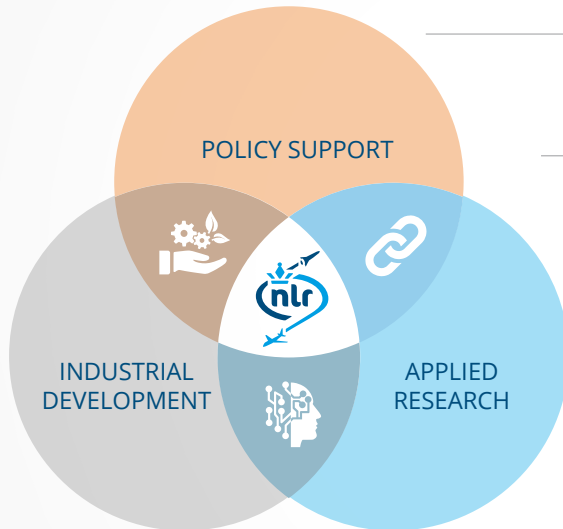 POLICY SUPPORT
nlr
INDUSTRIAL
DEVELOPMENT
APPLIED
RESEARCH